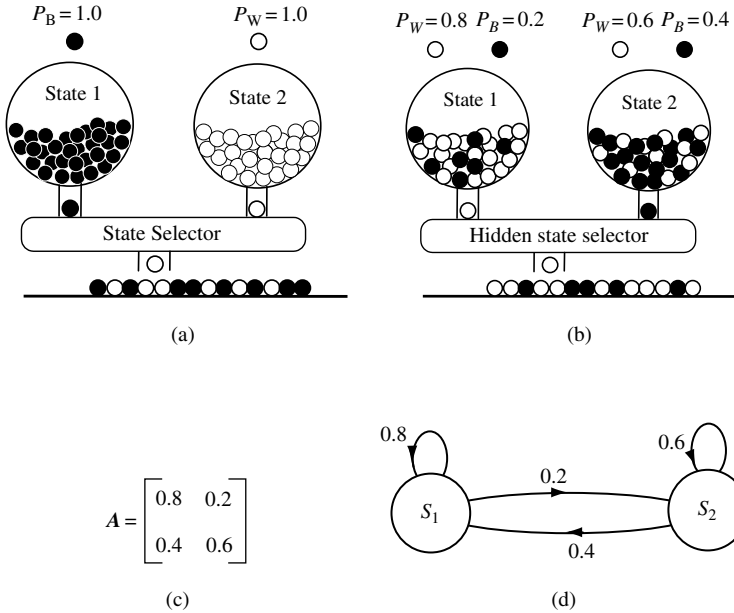 P_B = 1.0
P_W = 1.0
State 1
State 2
State Selector
(a)
P_W = 0.8 P_B = 0.2
P_W = 0.6 P_B = 0.4
State 1
State 2
Hidden state selector
(b)
A = [0.8 0.2
0.4 0.6]
(c)
0.8
0.6
0.2
S_1
S_2
0.4
(d)